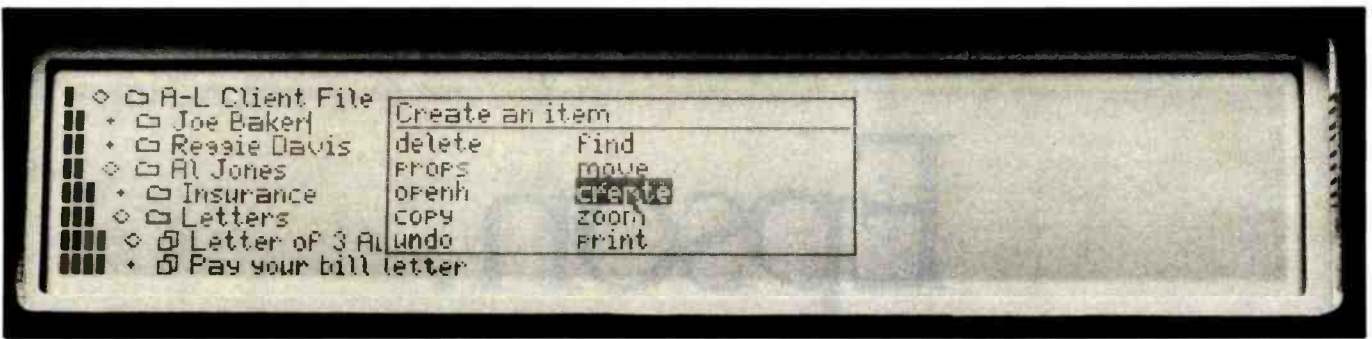 A-L Client File
Joe Baker
Reggie Davis
Al Jones
Insurance
Letters
Letter of 3
Pay your bill letter
Create an item
delete find
props move
openh create
copy zoom
undo print